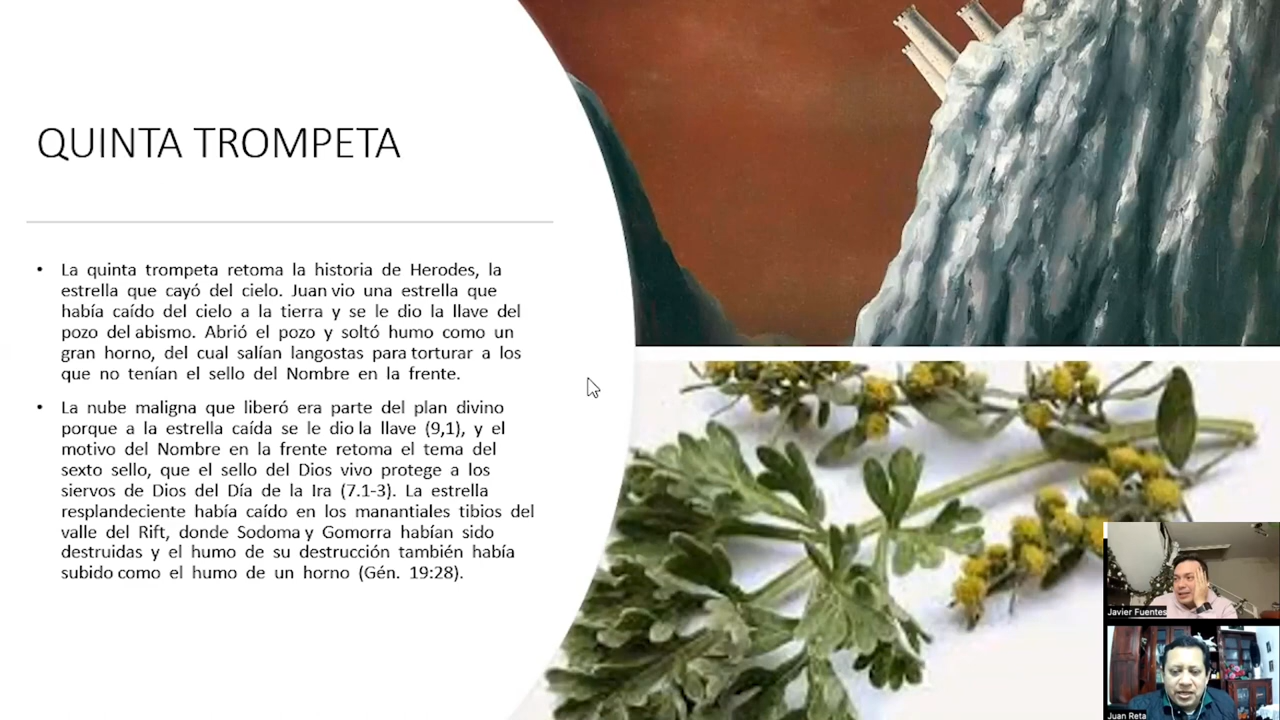 QUINTA TROMPETA
• La quinta trompeta retoma la historia de Herodes, la
estrella que cayó del cielo. Juan vio una estrella que
había caído del cielo a la tierra y se le dio la llave del
pozo del abismo. Abrió el pozo y soltó humo como un
gran horno, del cual salían langostas para torturar a los
que no tenían el sello del Nombre en la frente.
• La nube maligna que liberó era parte del plan divino
porque a la estrella caída se le dio la llave (9,1), y el
motivo del Nombre en la frente retoma el tema del
sexto sello, que el sello del Dios vivo protege a los
siervos de Dios del Día de la Ira (7.1-3). La estrella
resplandeciente había caído en los manantiales tibios del
valle del Rift, donde Sodoma y Gomorra habían sido
destruidas y el humo de su destrucción también había
subido como el humo de un horno (Gén. 19:28).
Javier Fuentes
Juan Reta